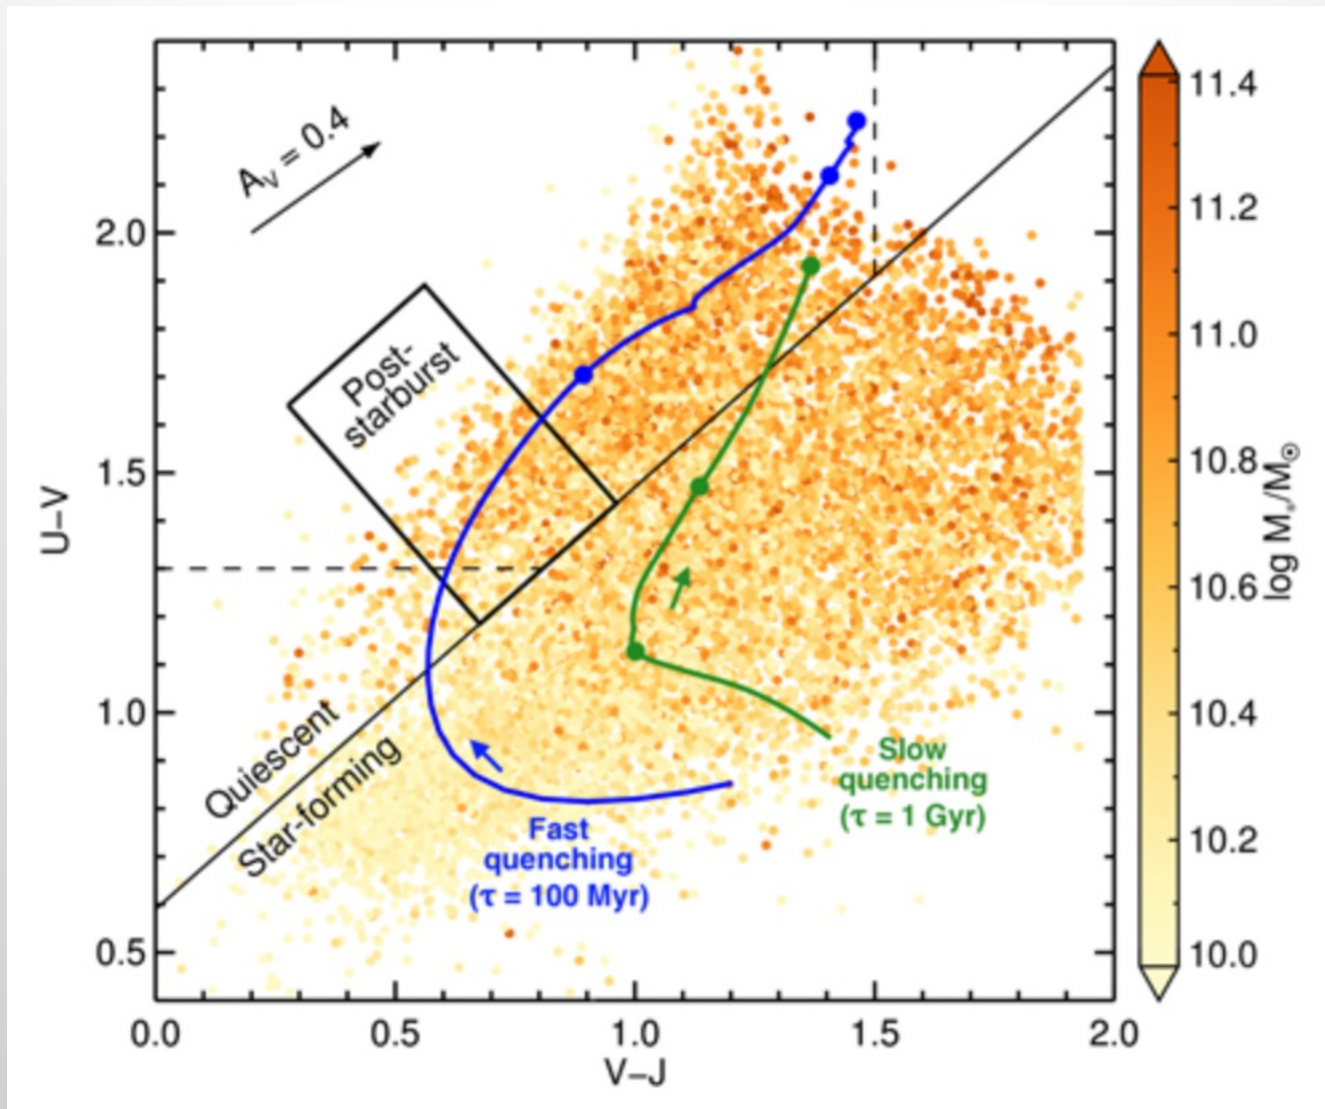 A_V = 0.4
Post-
starburst
Quiescent
Star-forming
Fast
quenching
(τ = 100 Myr)
Slow
quenching
(τ = 1 Gyr)
U–V
2.0
1.5
1.0
0.5
0.0
0.5
1.0
1.5
2.0
V–J
11.4
11.2
11.0
10.8
10.6
10.4
10.2
10.0
log M*/M⊙